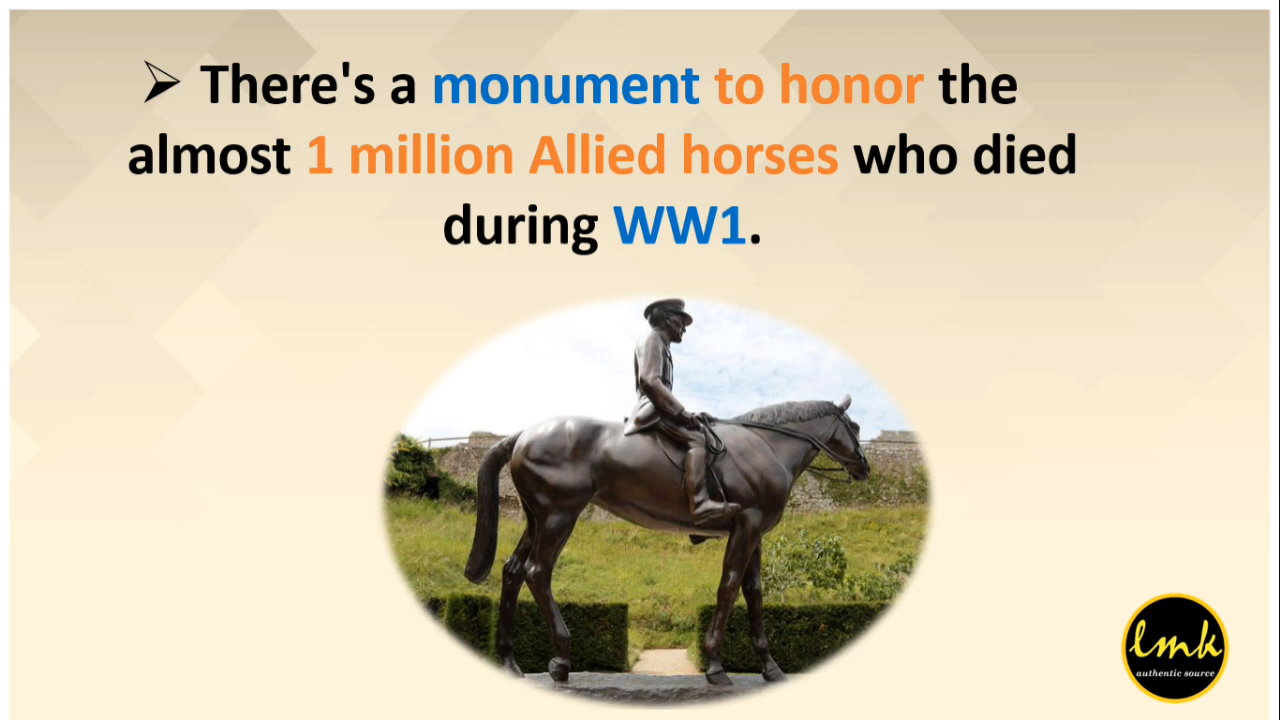 ➢ There's a monument to honor the
almost 1 million Allied horses who died
during WW1.
lmk
authentic source